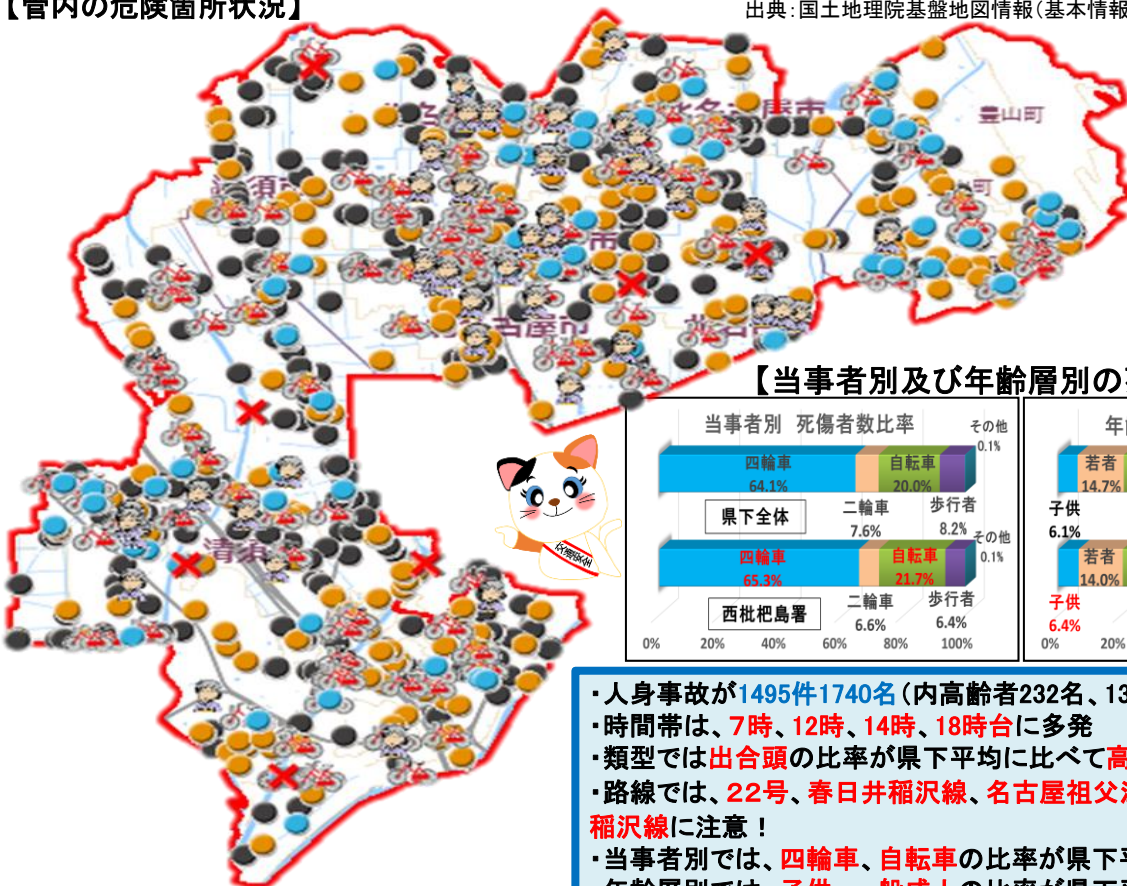 【管内の危険箇所状況】
出典:国土地理院基盤地図情報(基本情報
豊山町
名古屋市
清須
【当事者別及び年齢層別の
当事者別 死傷者数比率
その他
0.1%
四輪車
64.1%
自転車
20.0%
県下全体
二輪車
7.6%
歩行者
8.2%
その他
0.1%
四輪車
65.3%
自転車
21.7%
西枇杷島署
二輪車
6.6%
歩行者
6.4%
0% 20% 40% 60% 80% 100%
年
若者
14.7%
子供
6.1%
若者
14.0%
子供
6.4%
0% 20%
交通安全
・人身事故が1495件1740名(内高齢者232名、13
・時間帯は、7時、12時、14時、18時台に多発
・類型では出合頭の比率が県下平均に比べて高
・路線では、22号、春日井稲沢線、名古屋祖父
稲沢線に注意!
・当事者別では、四輪車、自転車の比率が県下